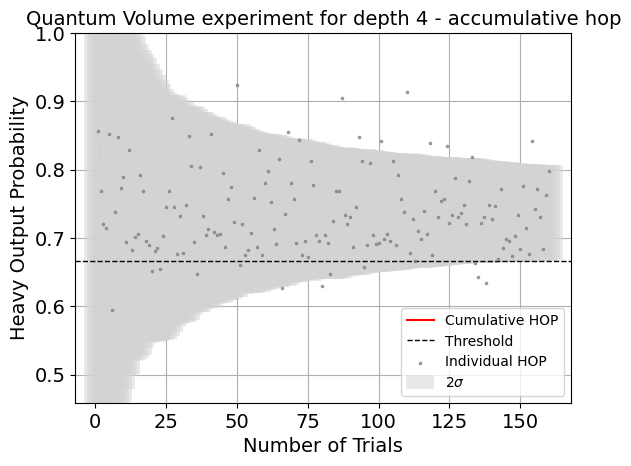 Quantum Volume experiment for depth 4 - accumulative hop
1.0
0.9
0.8
0.7
0.6
0.5
Heavy Output Probability
Cumulative HOP
Threshold
Individual HOP
2σ
0 25 50 75 100 125 150
Number of Trials